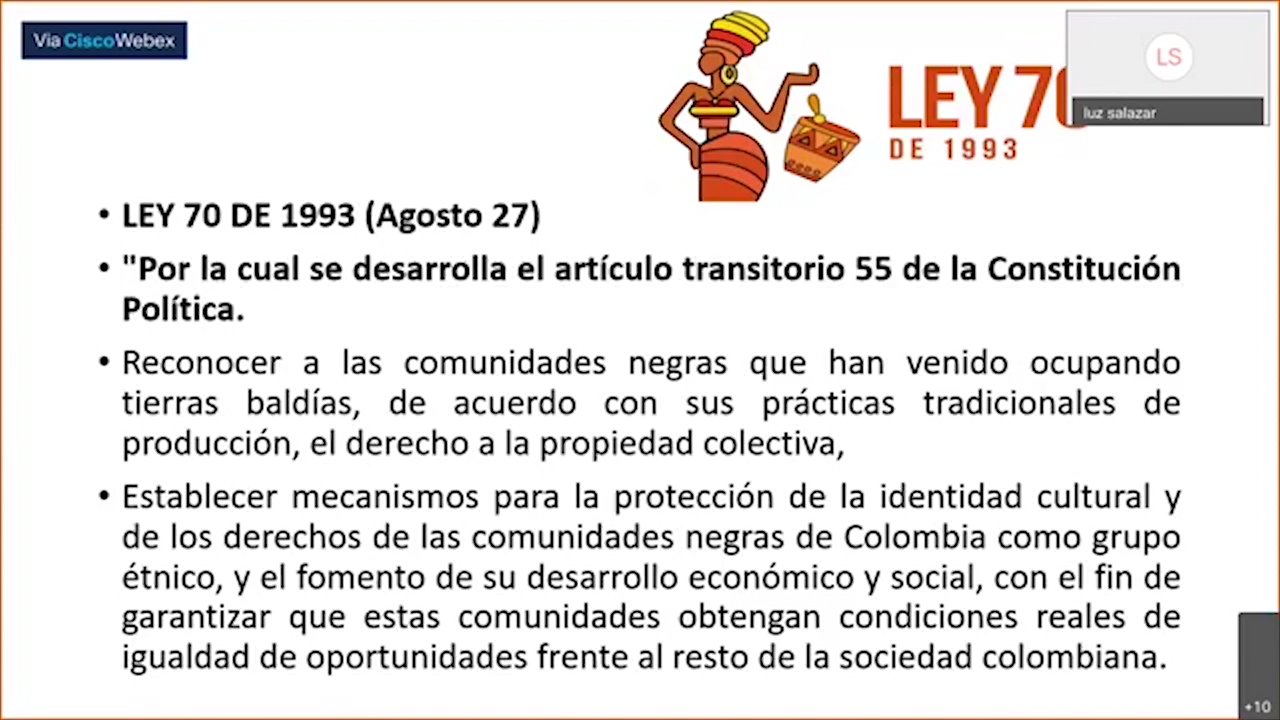 Vía CiscoWebex
LS
luz salazar
LEY 70
DE 1993
• LEY 70 DE 1993 (Agosto 27)
• "Por la cual se desarrolla el artículo transitorio 55 de la Constitución
Política.
• Reconocer a las comunidades negras que han venido ocupando
tierras baldías, de acuerdo con sus prácticas tradicionales de
producción, el derecho a la propiedad colectiva,
• Establecer mecanismos para la protección de la identidad cultural y
de los derechos de las comunidades negras de Colombia como grupo
étnico, y el fomento de su desarrollo económico y social, con el fin de
garantizar que estas comunidades obtengan condiciones reales de
igualdad de oportunidades frente al resto de la sociedad colombiana.
+10